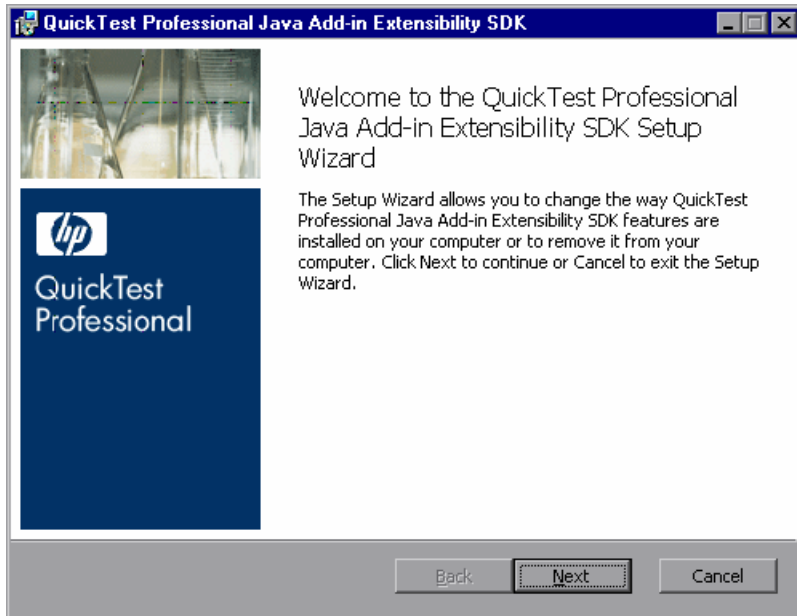 QuickTest Professional Java Add-in Extensibility SDK
Welcome to the QuickTest Professional
Java Add-in Extensibility SDK Setup
Wizard
The Setup Wizard allows you to change the way QuickTest
Professional Java Add-in Extensibility SDK features are
installed on your computer or to remove it from your
computer. Click Next to continue or Cancel to exit the Setup
Wizard.
hp
QuickTest
Professional
Back
Next
Cancel